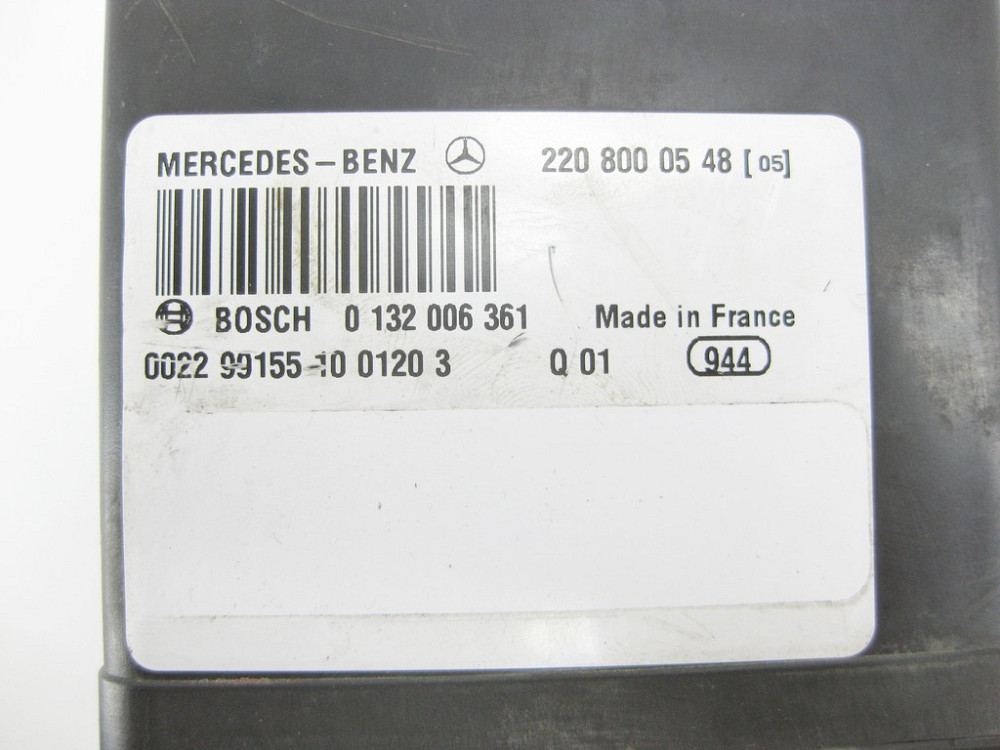 MERCEDES-BENZ 220 800 05 48 [05]
BOSCH 0 132 006 361 Made in France
0022 99155 10 0120 3 Q 01 944